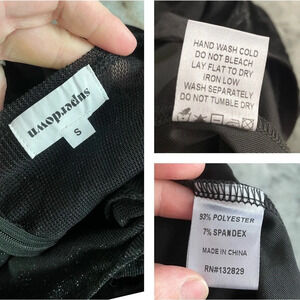 superdown
S
HAND WASH COLD
DO NOT BLEACH
LAY FLAT TO DRY
IRON LOW
WASH SEPARATELY
DO NOT TUMBLE DRY
93% POLYESTER
7% SPANDEX
MADE IN CHINA
RN#132829